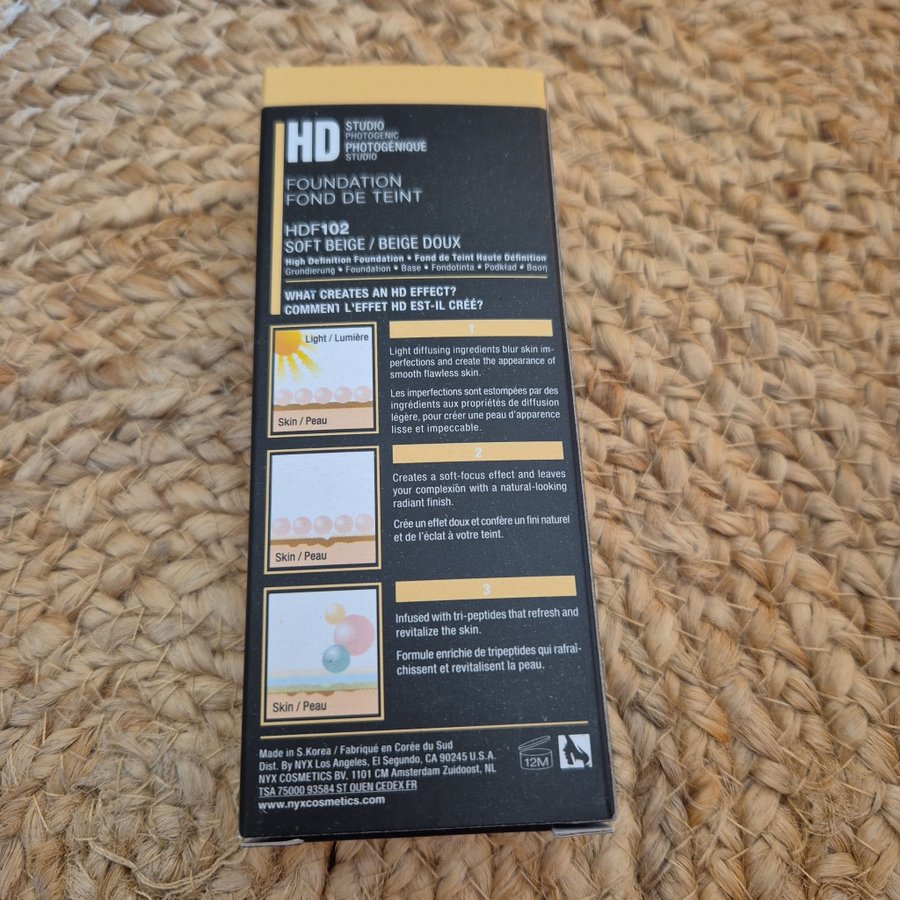 HD STUDIO
PHOTOGENIC
PHOTOGÉNIQUE
STUDIO
FOUNDATION
FOND DE TEINT
HDF102
SOFT BEIGE / BEIGE DOUX
High Definition Foundation • Fond de Teint Haute Définition
Grundierung • Foundation • Base • Fondotinta • Podklad •
WHAT CREATES AN HD EFFECT?
COMMENT L'EFFET HD EST-IL CRÉÉ?
Light / Lumière
Skin / Peau
1
Light diffusing ingredients blur skin im-
perfections and create the appearance of
smooth flawless skin.
Les imperfections sont estompées par des
ingrédients aux propriétés de diffusion
légère, pour créer une peau d'apparence
lisse et impeccable.
Skin / Peau
2
Creates a soft-focus effect and leaves
your complexion with a natural-looking
radiant finish.
Crée un effet doux et confère un fini naturel
et de l'éclat à votre teint.
Skin / Peau
3
Infused with tri-peptides that refresh and
revitalize the skin.
Formule enrichie de tripeptides qui rafraî-
chissent et revitalisent la peau.
Made in S.Korea / Fabriqué en Corée du Sud
Dist. By NYX Los Angeles, El Segundo, CA 90245 U.S.A.
NYX COSMETICS BV, 1101 CM Amsterdam Zuidoost, NL
TSA 75000 93584 ST OUEN CEDEX FR
www.nyxcosmetics.com
12M